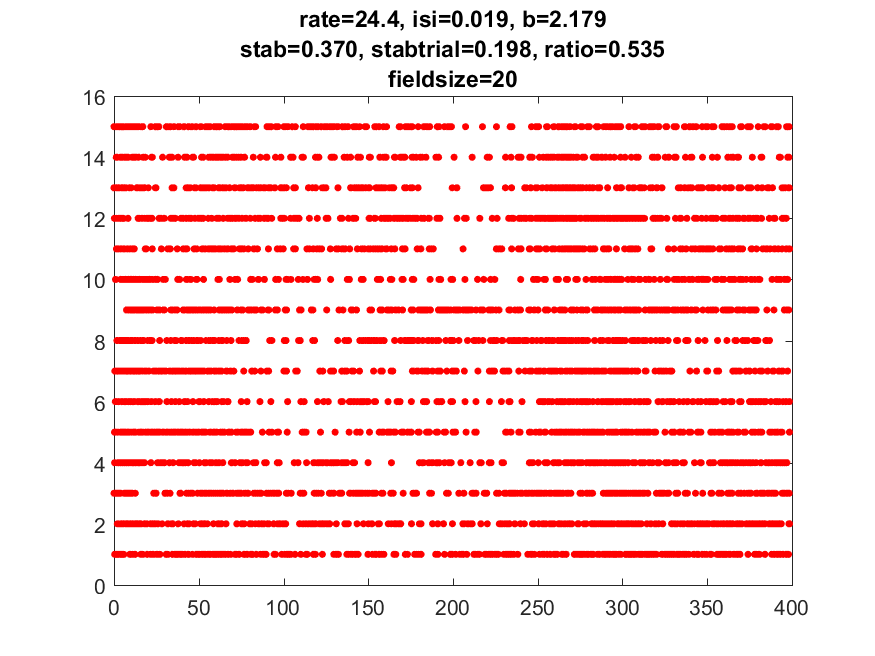 rate=24.4, isi=0.019, b=2.179
stab=0.370, stabtrial=0.198, ratio=0.535
fieldsize=20
16
14
12
10
8
6
4
2
0
0 50 100 150 200 250 300 350 400